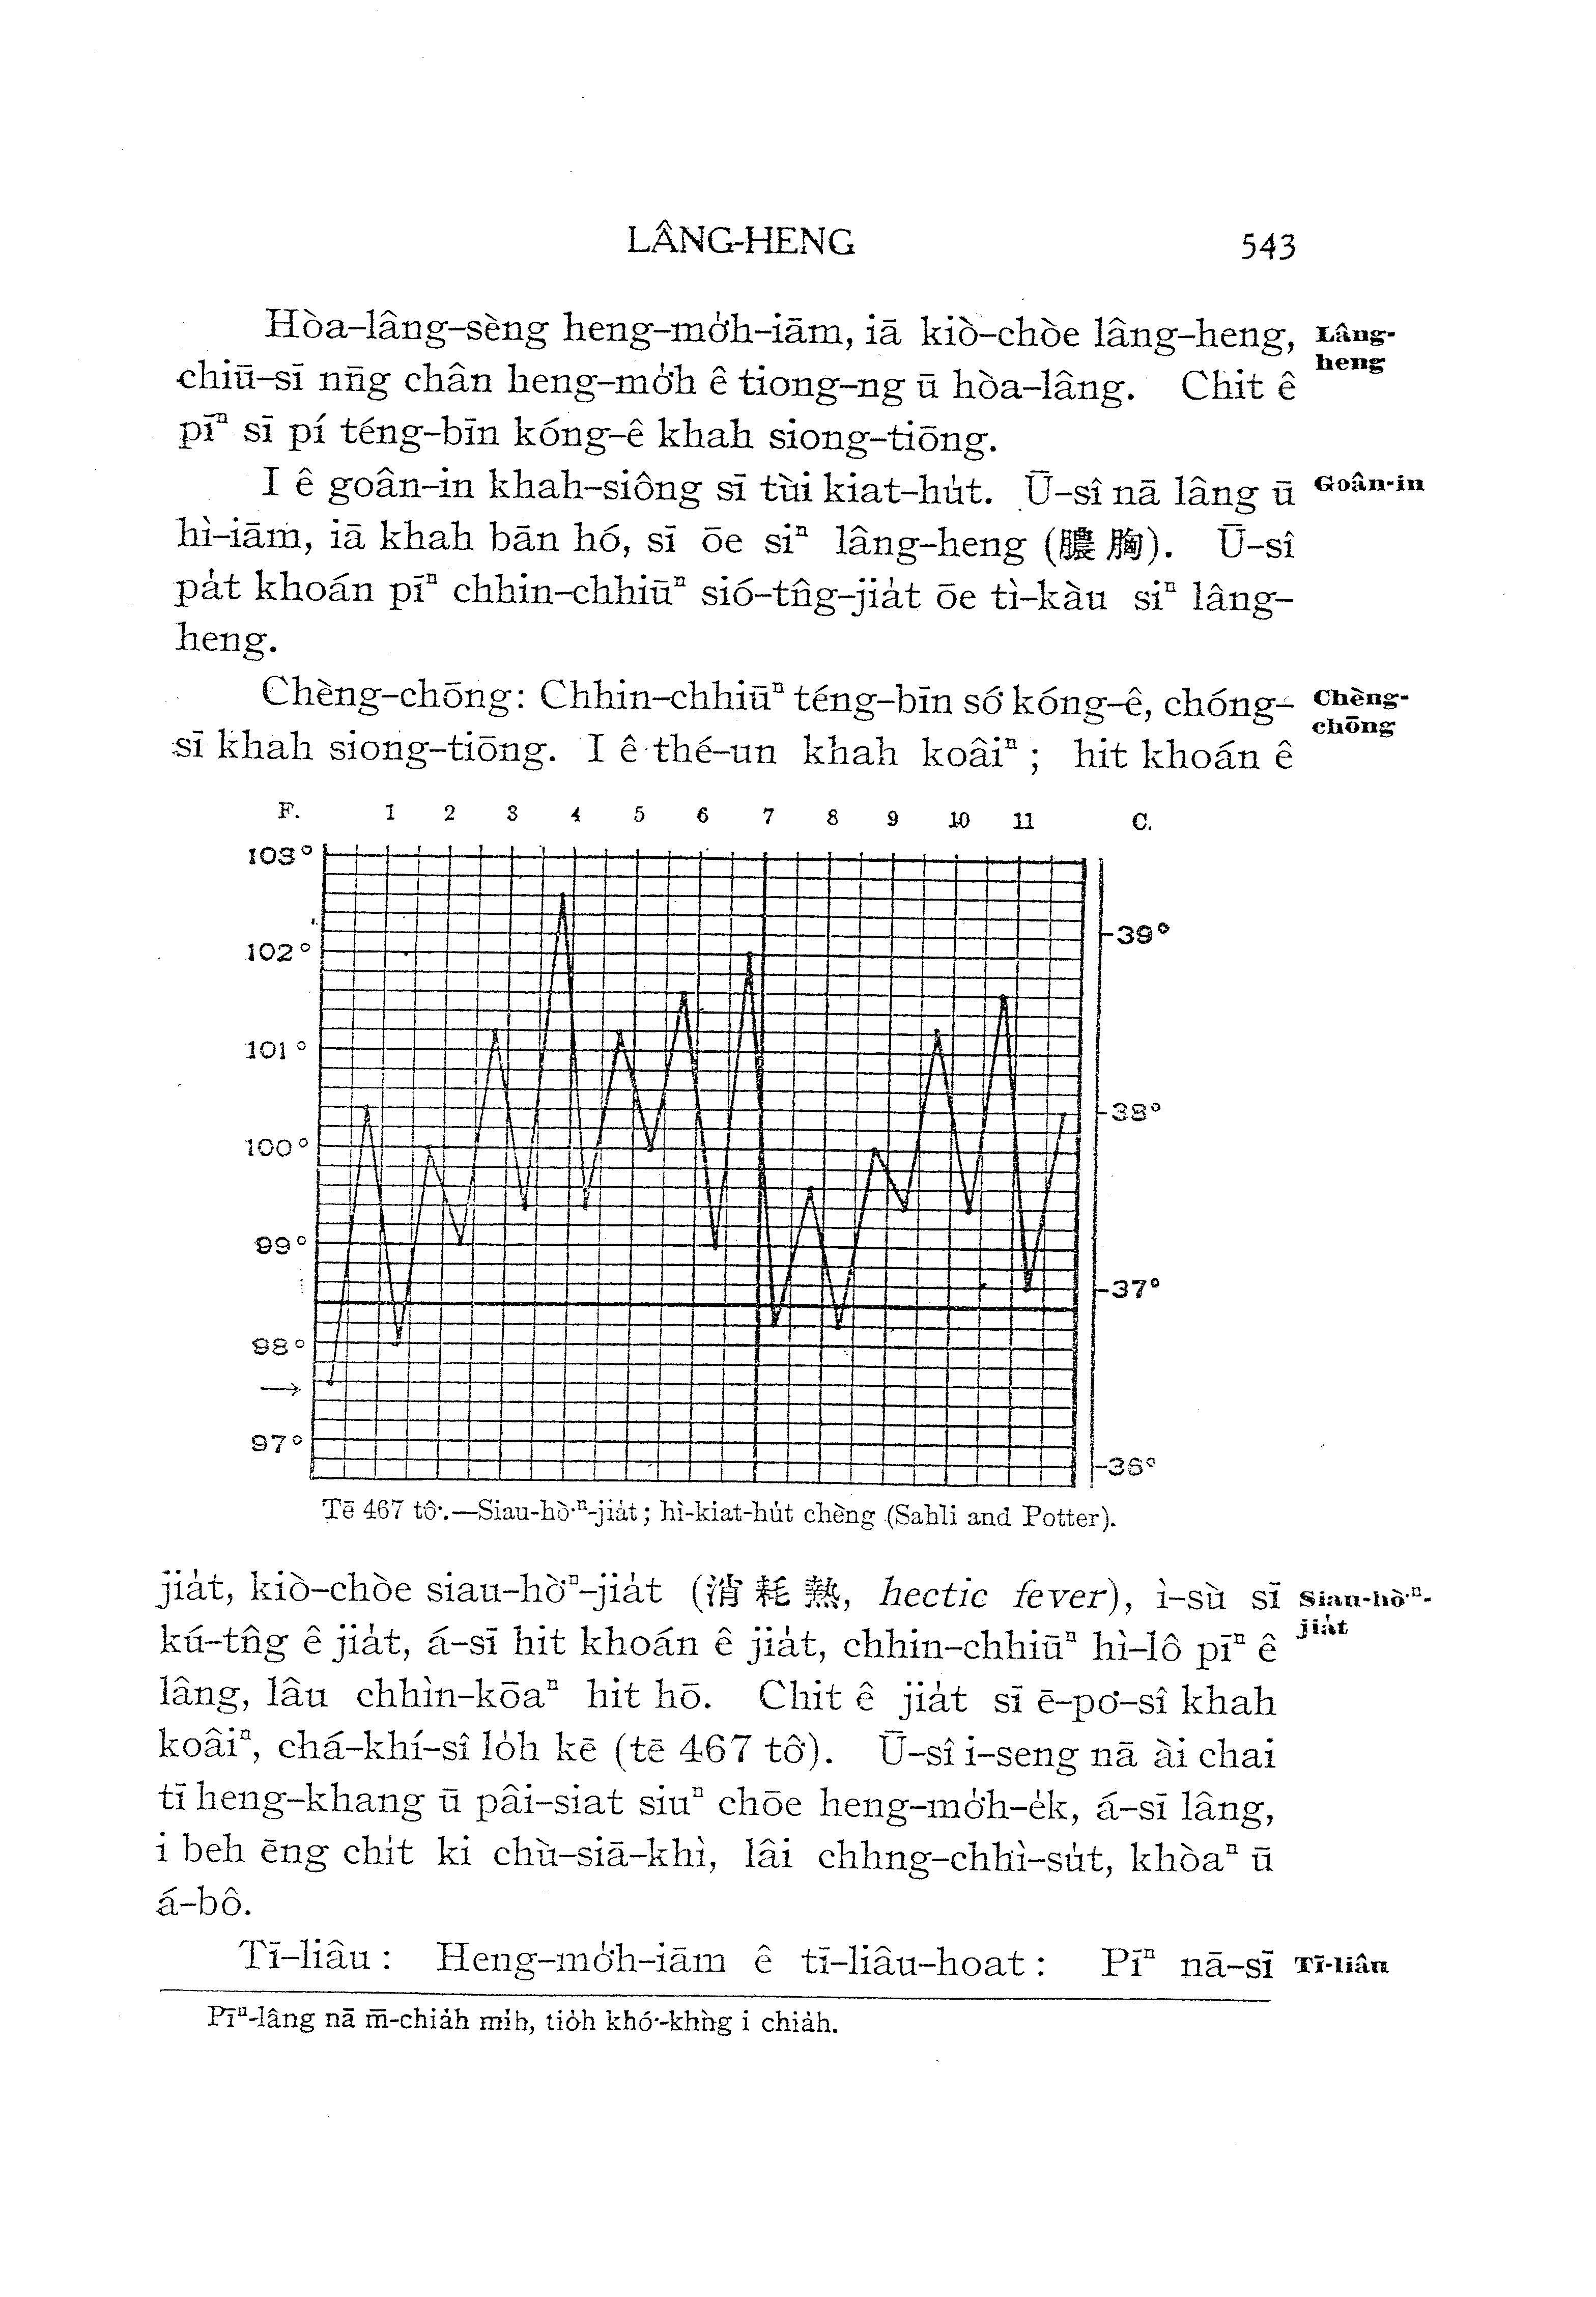 LÂNG-HENG 543
Hòa-lâng-sèng heng-mo̍͘h-iām, iā kiò-chòe lâng-heng, Lâng-heng
chiū-sī nn̄g chân heng-mo̍͘h ê tiong-ng ū hòa-lâng. Chit ê
pīⁿ sī pí téng-bīn kóng-ê khah siong-tiōng.
I ê goân-in khah-siông sī tùi kiat-hu̍t. Ū-sî nā lâng ū Goân-in
hì-iām, iā khah bān hó, sī ōe siⁿ lâng-heng (膿胸). Ū-sî
pa̍t khoán pīⁿ chhin-chhiūⁿ sió-tn̂g-jia̍t ōe tì-kàu siⁿ lâng-
heng.
Chèng-chōng: Chhin-chhiūⁿ téng-bīn só͘ kóng-ê, chóng- Chèng-chōng
sī khah siong-tiōng. I ê thé-un khah koâiⁿ; hit khoán ê
F. 1 2 3 4 5 6 7 8 9 10 11 C.
103°
39°
102°
101°
38°
100°
99°
37°
98°
→
97°
36°
Tē 467 tô͘.—Siau-hò͘ⁿ-jia̍t; hì-kiat-hu̍t chèng (Sahli and Potter).
jia̍t, kiò-chòe siau-hò͘ⁿ-jia̍t (消耗熱, hectic fever), ì-sù sī Siau-hò͘ⁿ-jia̍t
kú-tn̂g ê jia̍t, á-sī hit khoán ê jia̍t, chhin-chhiūⁿ hì-lô pīⁿ ê
lâng, lâu chhìn-kōaⁿ hit hō. Chit ê jia̍t sī ē-po͘-sî khah
koâiⁿ, chá-khí-sî lo̍h kē (tē 467 tô͘). Ū-sî i-seng nā ài chai
tī heng-khang ū pâi-siat siuⁿ chōe heng-mo̍͘h-e̍k, á-sī lâng,
i beh ēng chi̍t ki chù-siā-khì, lâi chhng-chhì-su̍t, khòaⁿ ū
á-bô.
Tī-liâu: Heng-mo̍͘h-iām ê tī-liâu-hoat: Pīⁿ nā-sī Tī-liâu
Pīⁿ-lâng nā m̄-chia̍h mi̍h, tio̍h khó͘-khǹg i chia̍h.